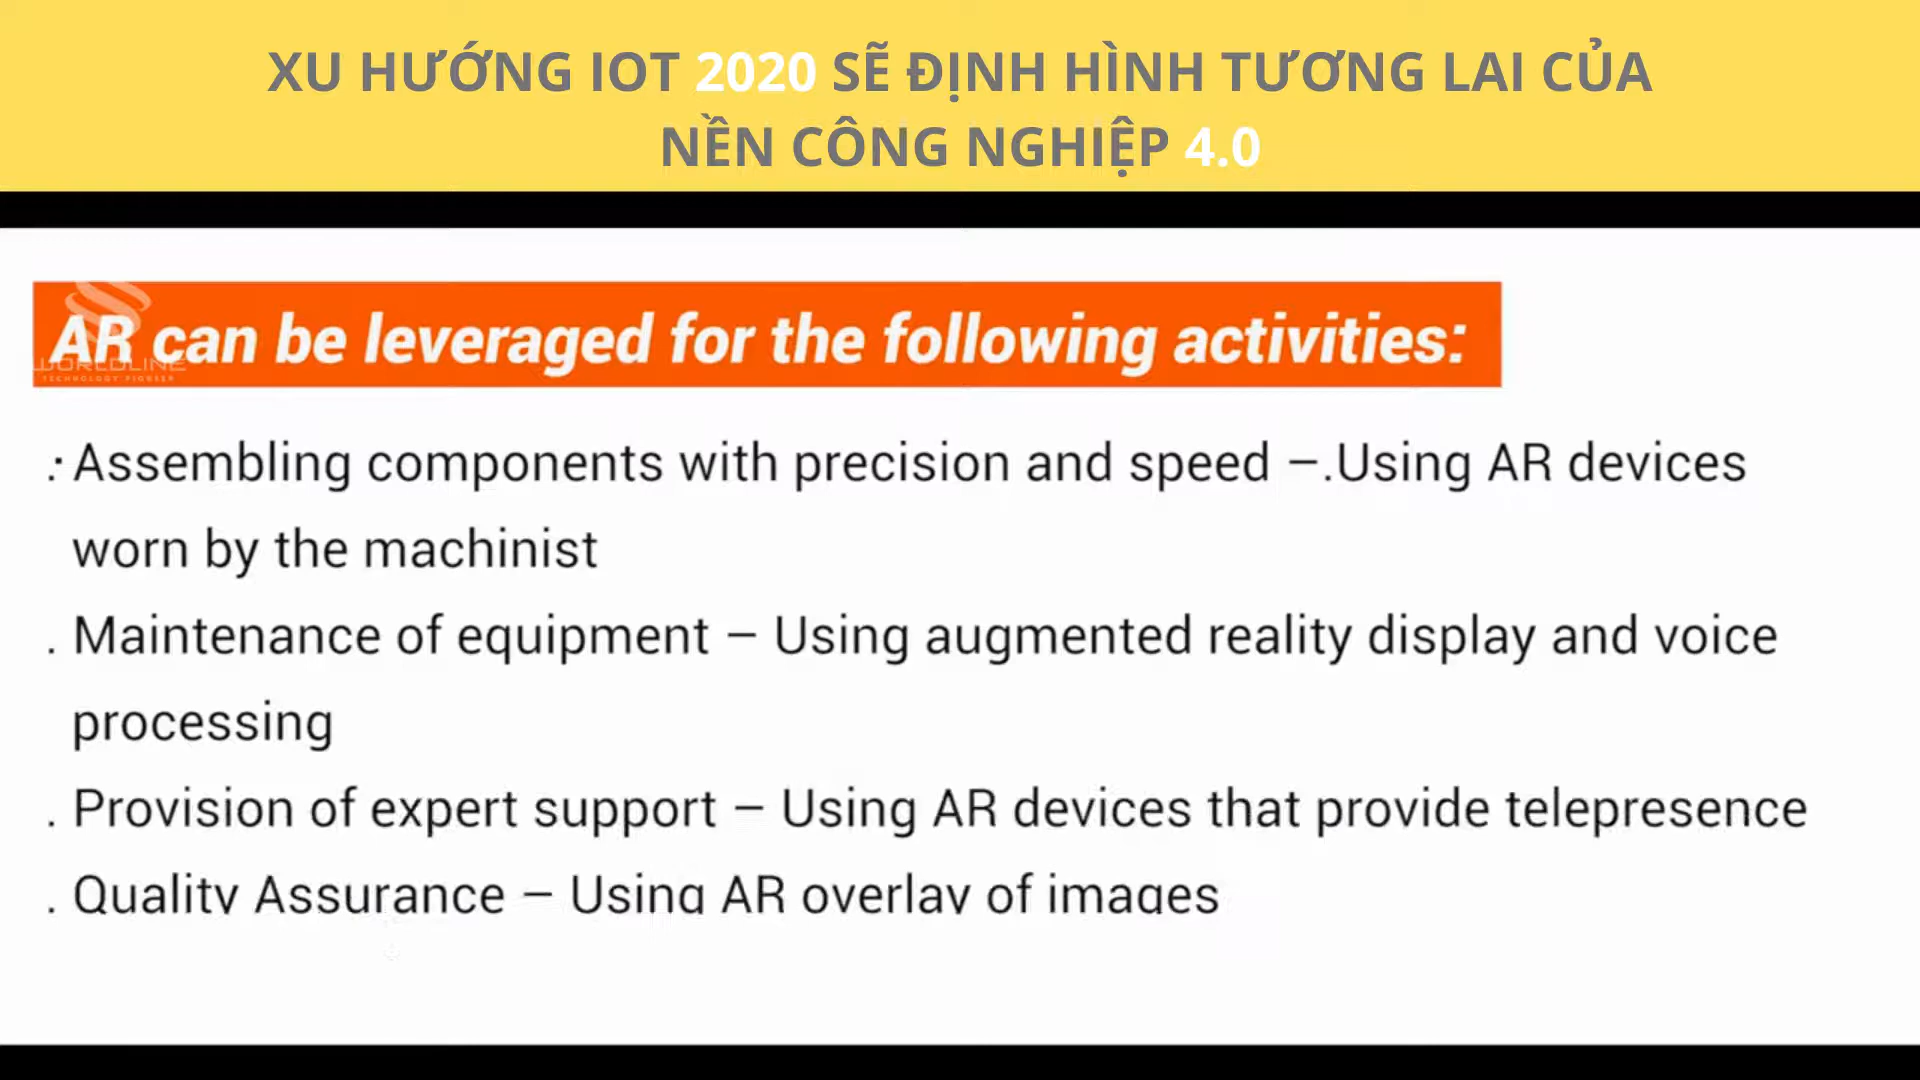 XU HƯỚNG IOT 2020 SẼ ĐỊNH HÌNH TƯƠNG LAI CỦA
NỀN CÔNG NGHIỆP 4.0
AR can be leveraged for the following activities:
WORLDLINE
TECHNOLOGY PIONEER
.· Assembling components with precision and speed –.Using AR devices
worn by the machinist
. Maintenance of equipment – Using augmented reality display and voice
processing
. Provision of expert support – Using AR devices that provide telepresence
. Quality Assurance – Using AR overlay of images